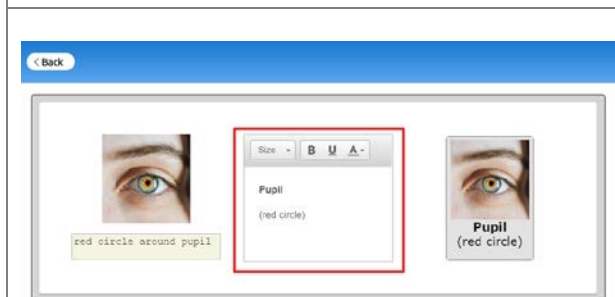 < Back
Size B U A
Pupil
(red circle)
red circle around pupil
Pupil
(red circle)